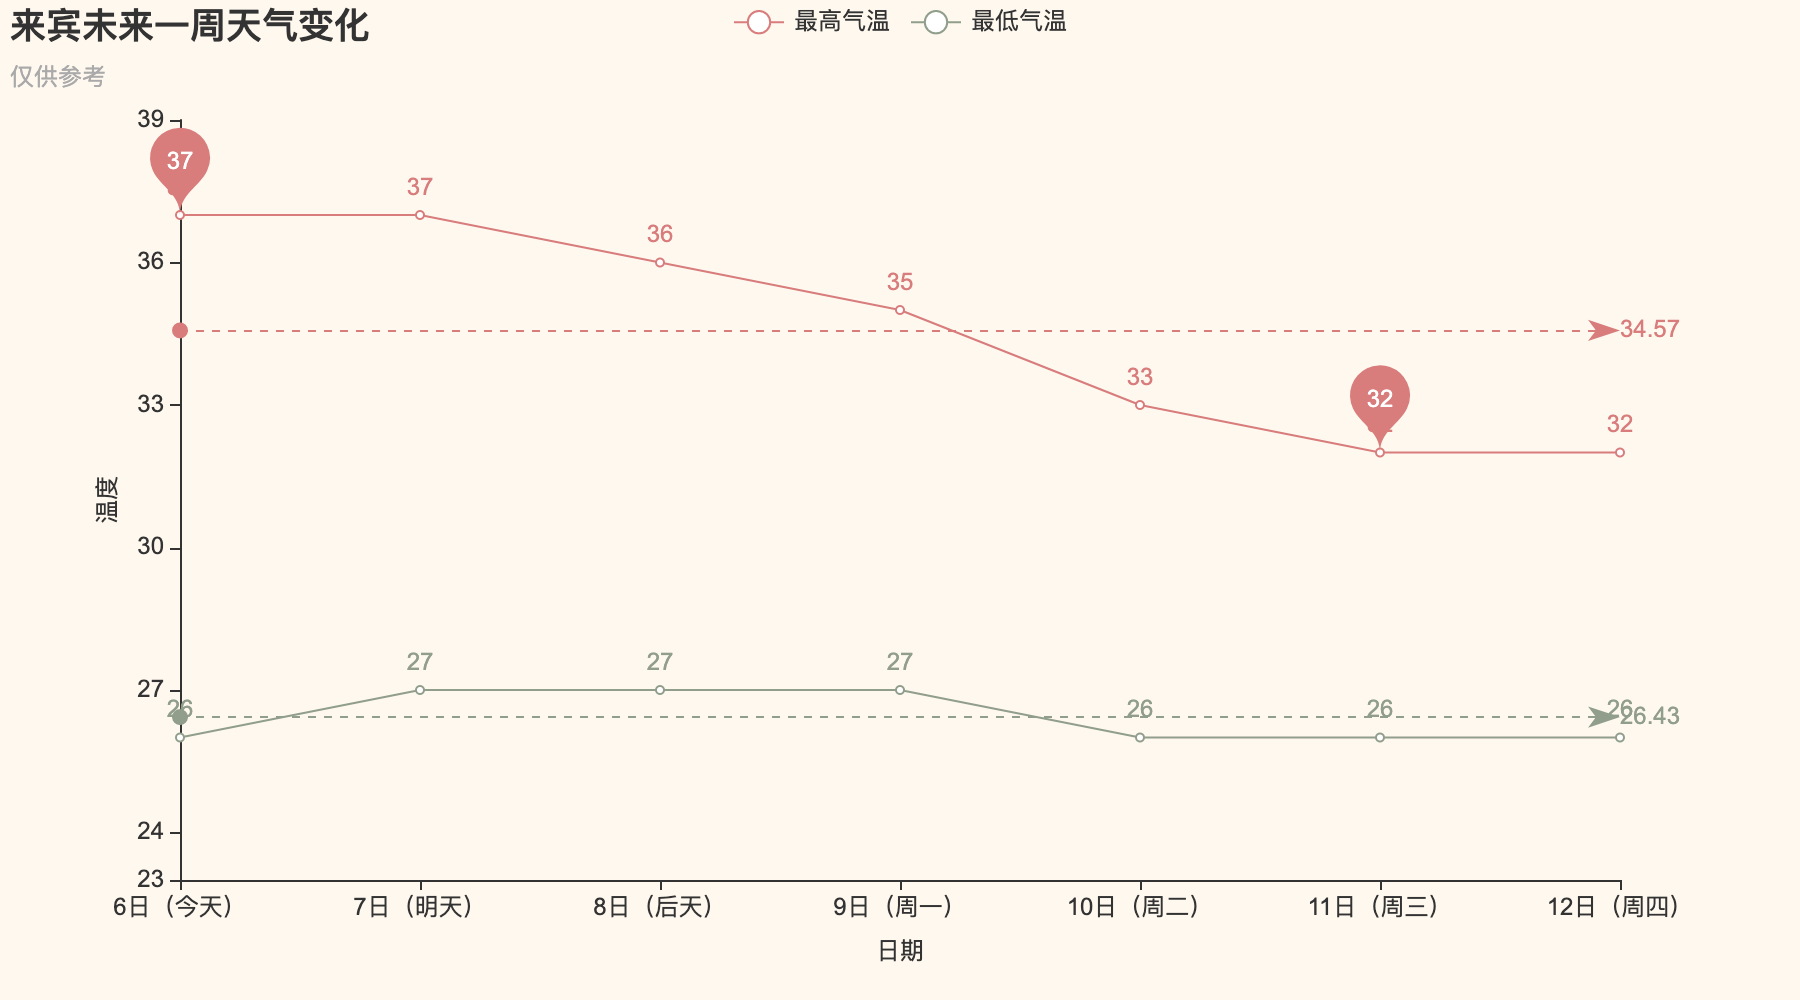 来宾未来一周天气变化
仅供参考
最高气温
最低气温
39
36
33
30
27
24
23
温度
37
37
36
35
33
32
32
34.57
26
27
27
27
26
26
26
26.43
6日（今天）
7日（明天）
8日（后天）
9日（周一）
10日（周二）
11日（周三）
12日（周四）
日期